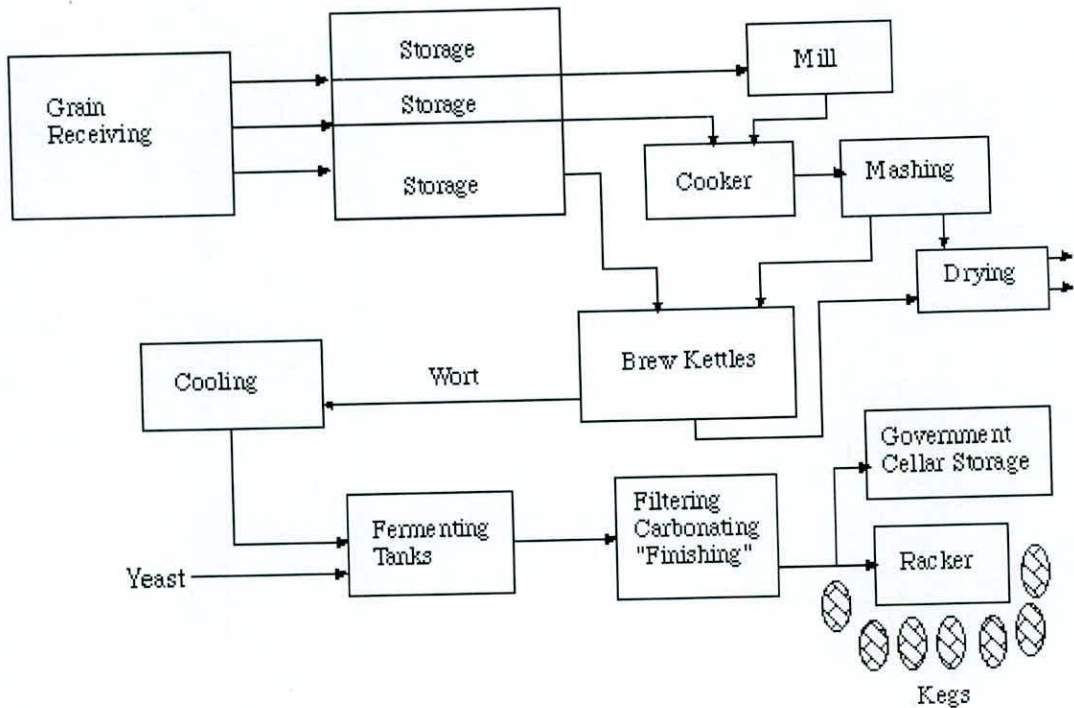 Storage
Mill
Grain
Receiving
Storage
Storage
Cooker
Mashing
Drying
Brew Kettles
Cooling
Wort
Government
Cellar Storage
Fermenting
Tanks
Filtering
Carbonating
"Finishing"
Racker
Yeast
Kegs